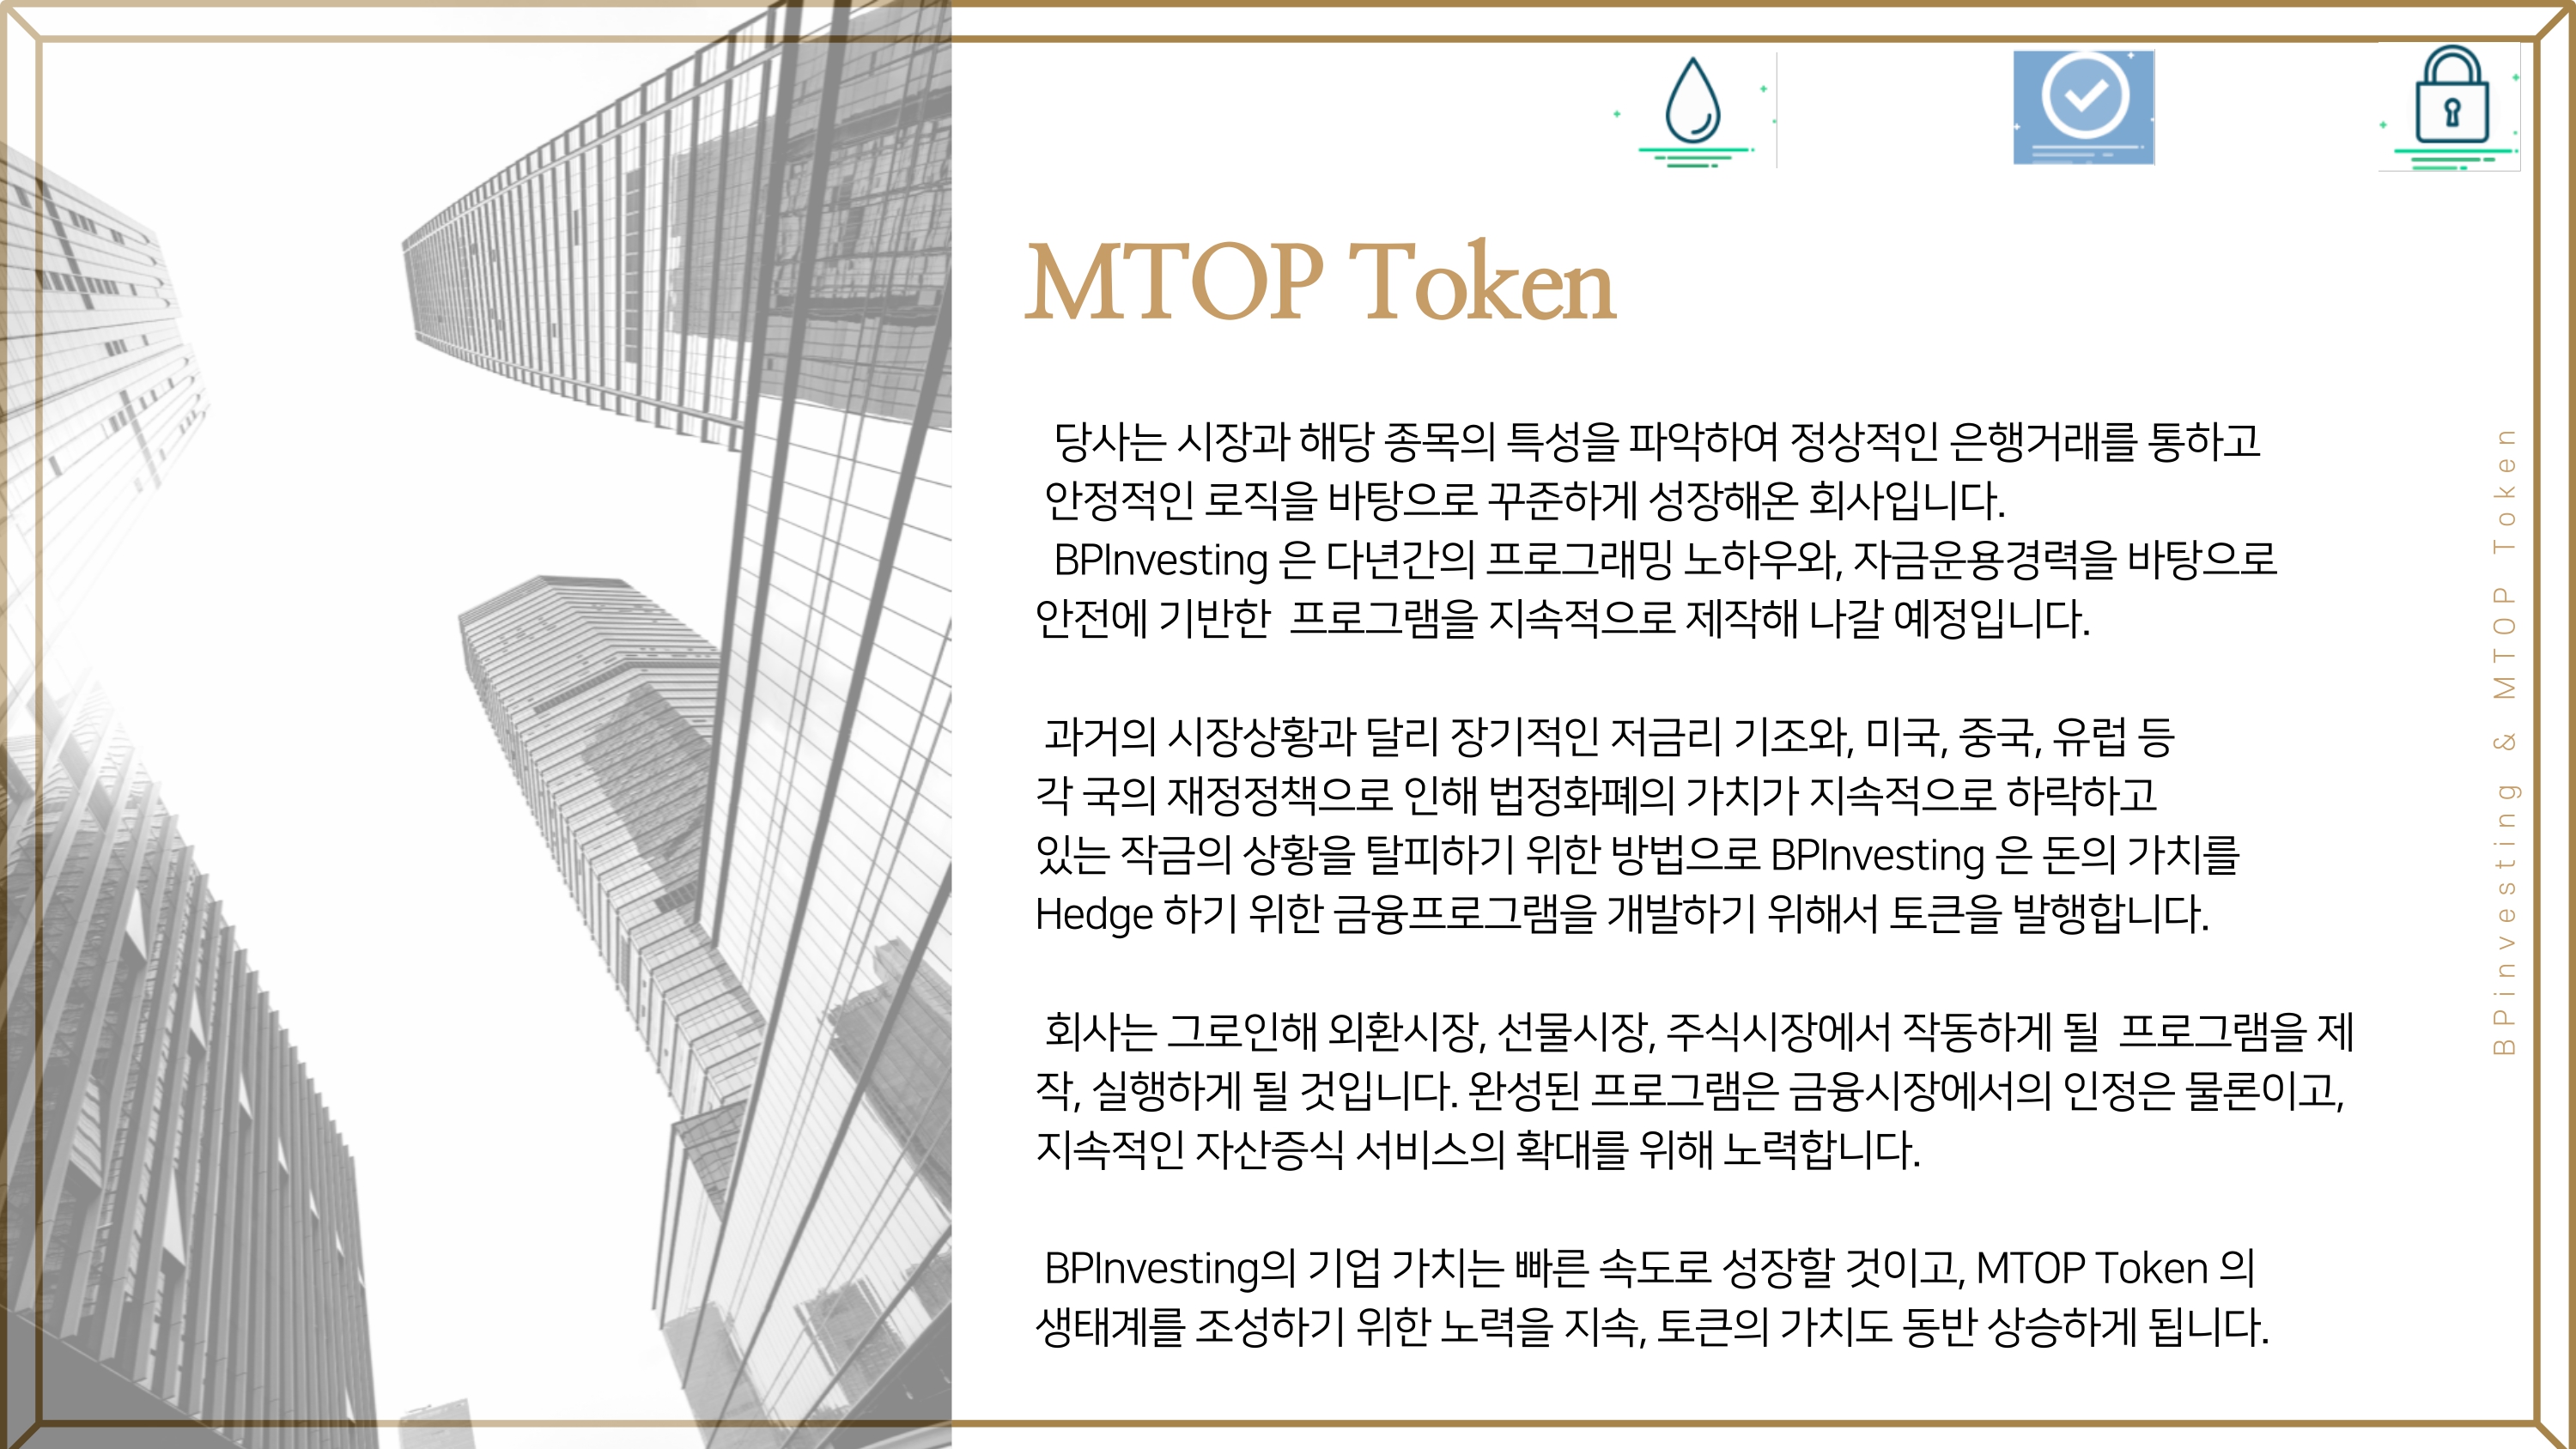 MTOP Token
당사는 시장과 해당 종목의 특성을 파악하여 정상적인 은행거래를 통하고
안정적인 로직을 바탕으로 꾸준하게 성장해온 회사입니다.
BPInvesting 은 다년간의 프로그래밍 노하우와, 자금운용경력을 바탕으로
안전에 기반한 프로그램을 지속적으로 제작해 나갈 예정입니다.
과거의 시장상황과 달리 장기적인 저금리 기조와, 미국, 중국, 유럽 등
각 국의 재정정책으로 인해 법정화폐의 가치가 지속적으로 하락하고
있는 작금의 상황을 탈피하기 위한 방법으로 BPInvesting 은 돈의 가치를
Hedge 하기 위한 금융프로그램을 개발하기 위해서 토큰을 발행합니다.
회사는 그로인해 외환시장, 선물시장, 주식시장에서 작동하게 될 프로그램을 제
작, 실행하게 될 것입니다. 완성된 프로그램은 금융시장에서의 인정은 물론이고,
지속적인 자산증식 서비스의 확대를 위해 노력합니다.
BPInvesting의 기업 가치는 빠른 속도로 성장할 것이고, MTOP Token 의
생태계를 조성하기 위한 노력을 지속, 토큰의 가치도 동반 상승하게 됩니다.
BPinvesting & MTOP Token